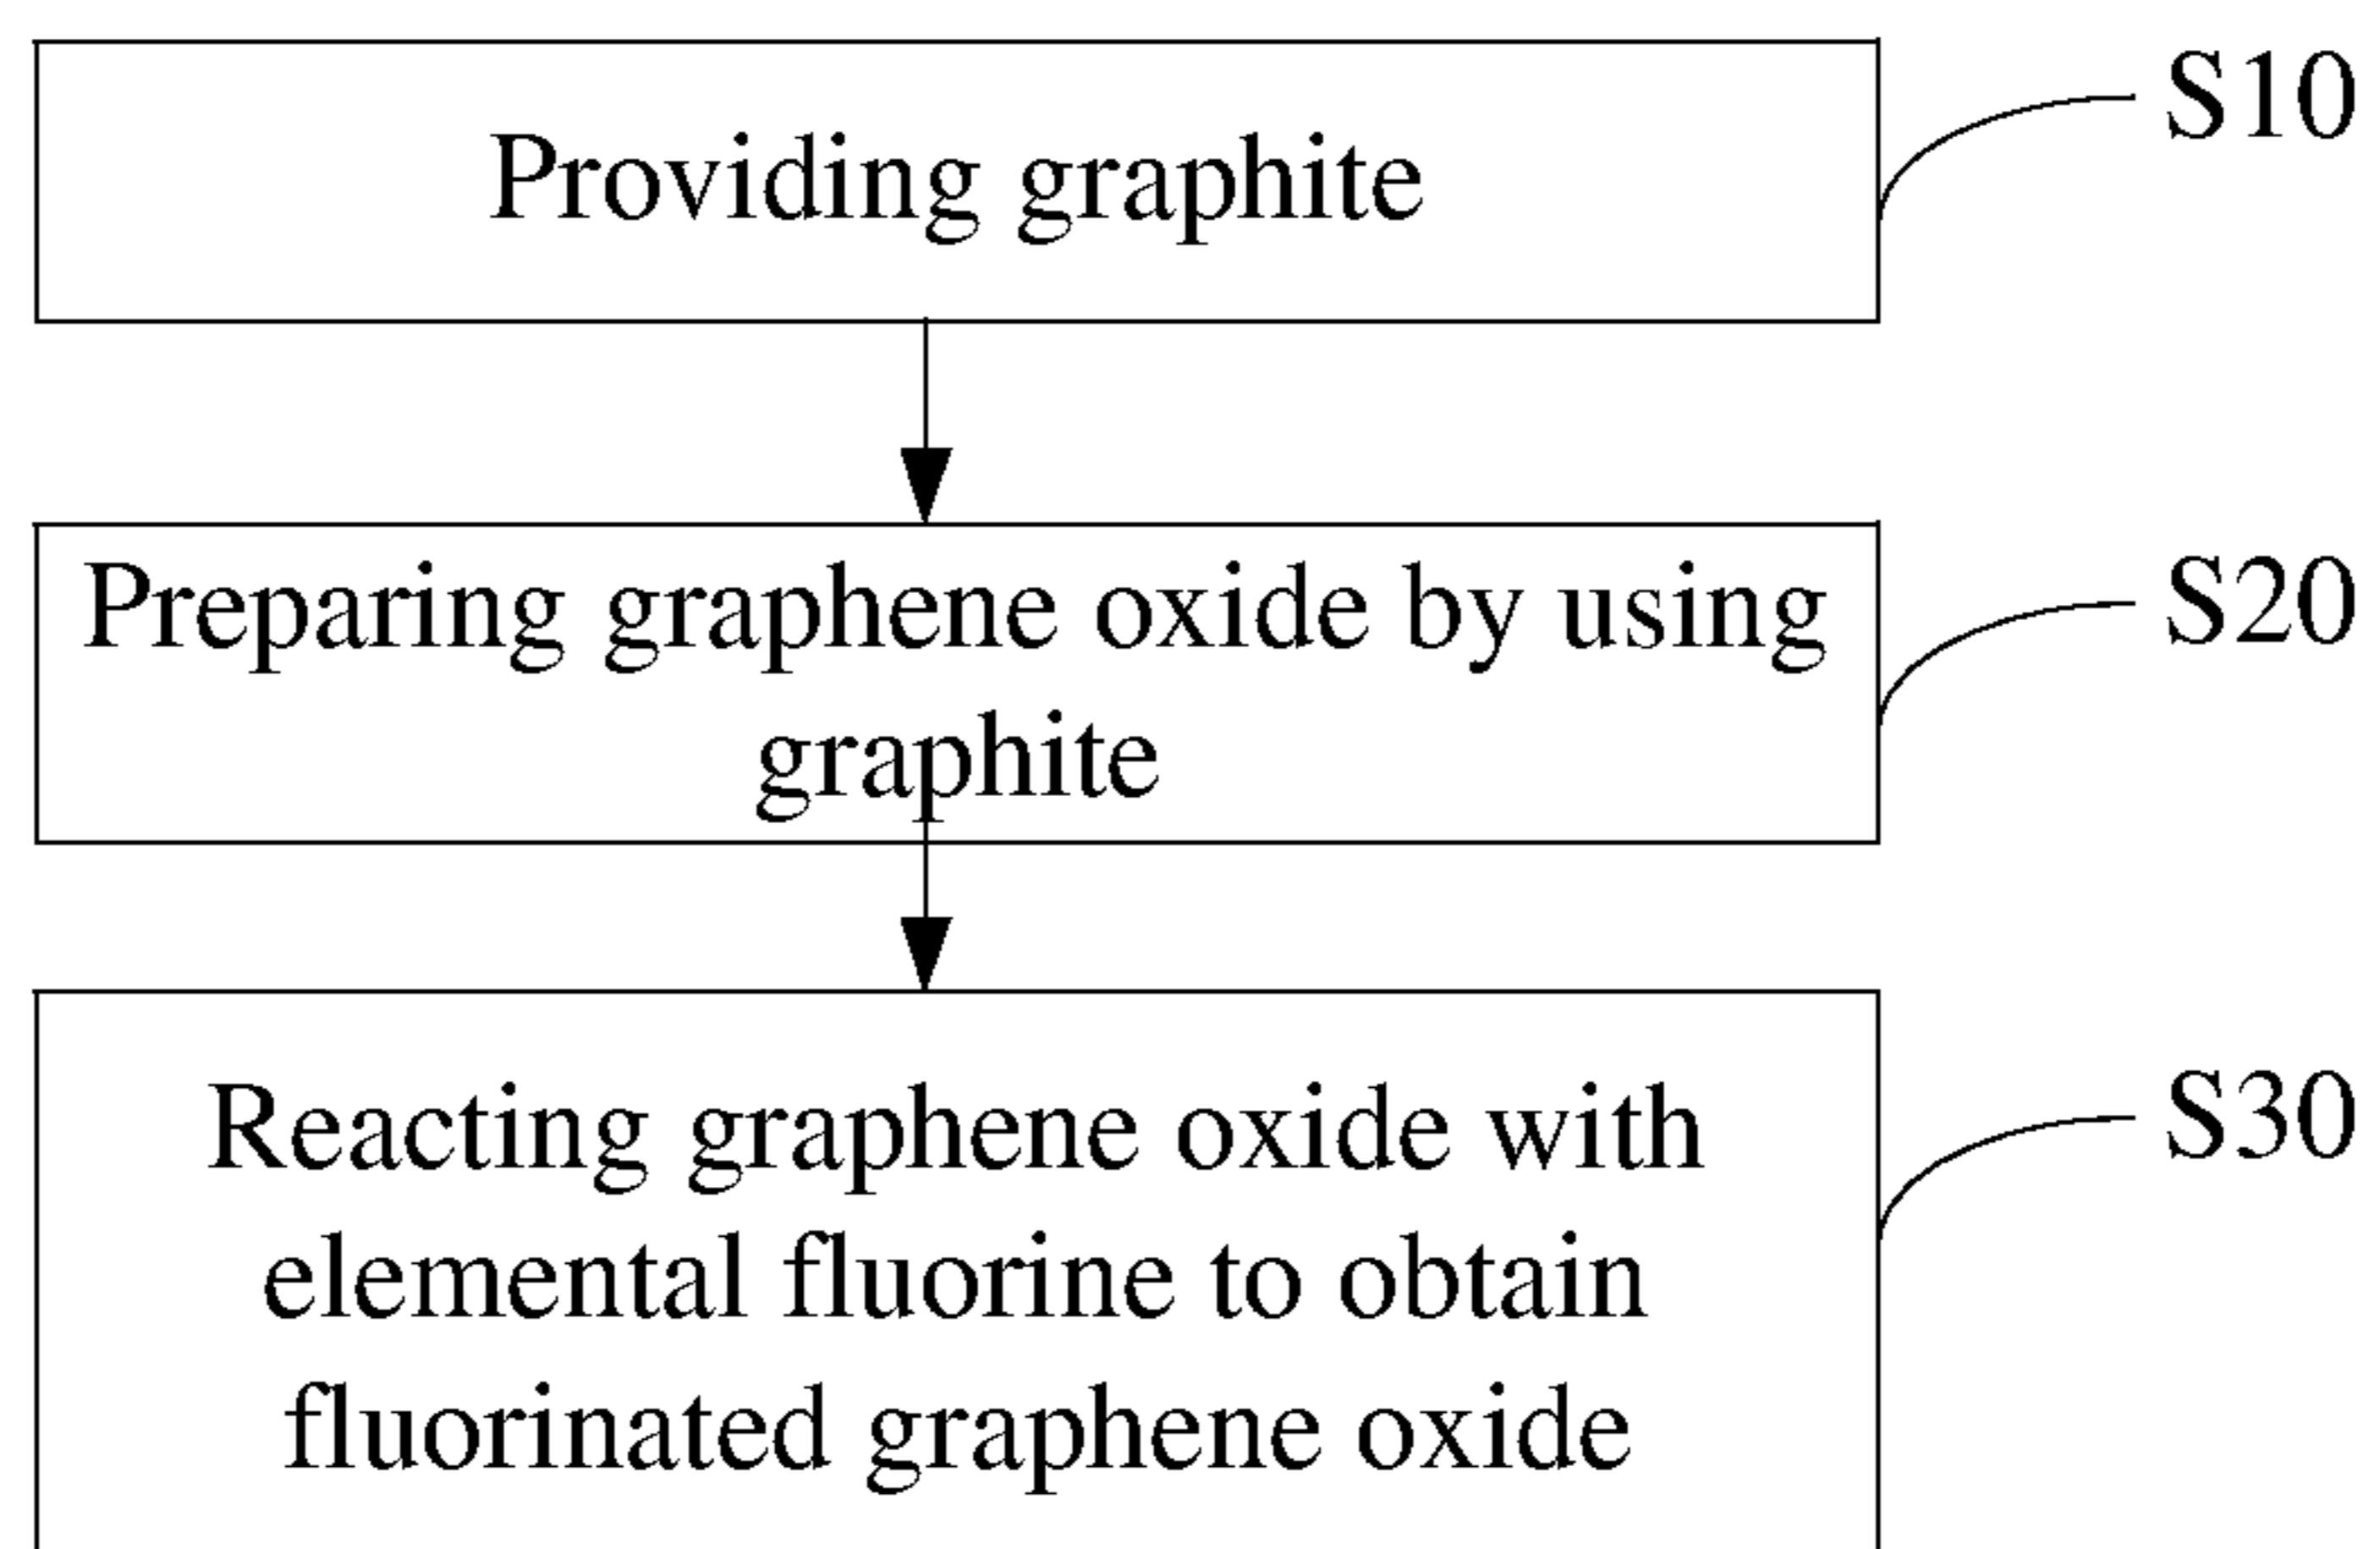 Providing graphite
S10
Preparing graphene oxide by using
graphite
S20
Reacting graphene oxide with
elemental fluorine to obtain
fluorinated graphene oxide
S30